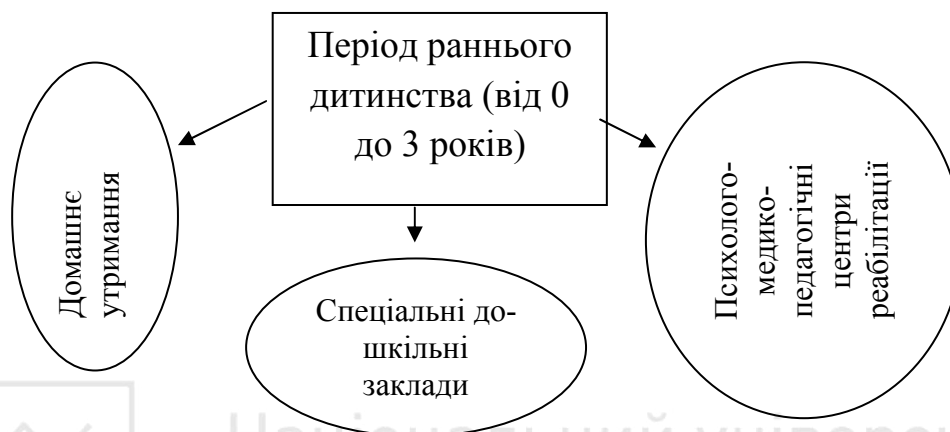 Період раннього
дитинства (від 0
до 3 років)
Домашнє
утримання
Спеціальні до-
шкільні
заклади
Психолого-
медико-
педагогічні
центри
реабілітації